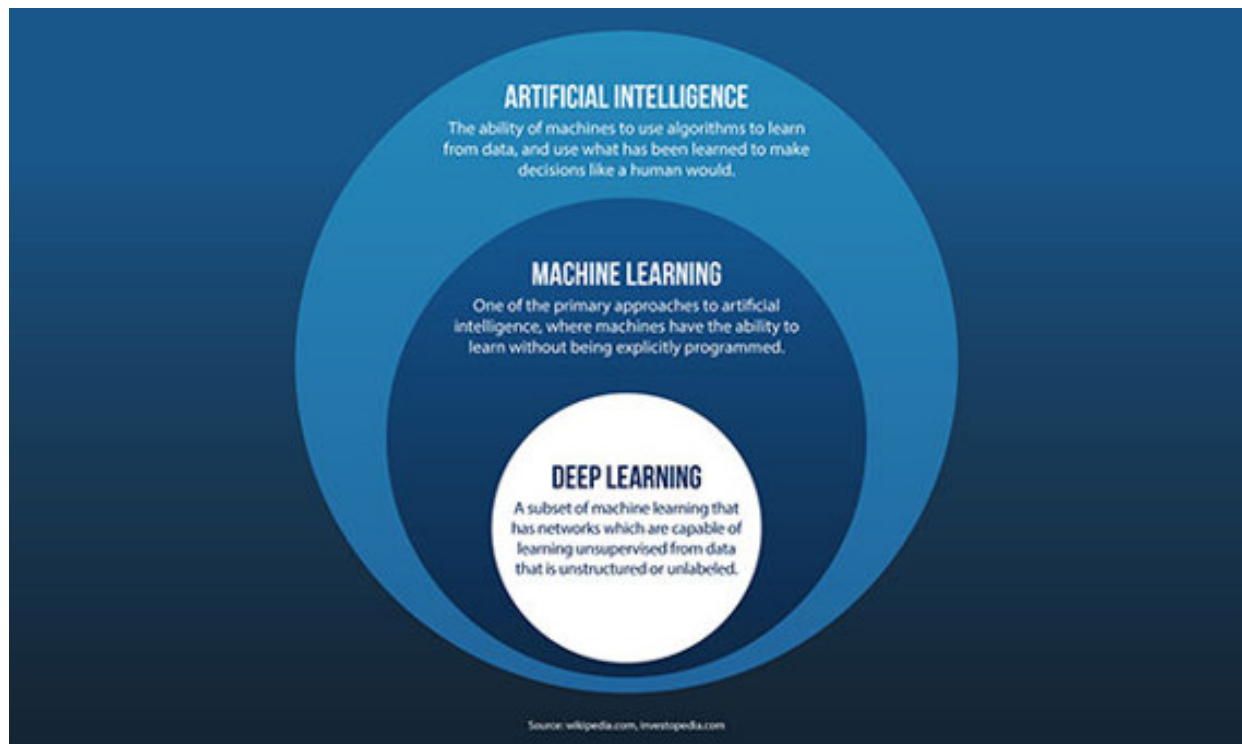 ARTIFICIAL INTELLIGENCE
The ability of machines to use algorithms to learn
from data, and use what has been learned to make
decisions like a human would.
MACHINE LEARNING
One of the primary approaches to artificial
intelligence, where machines have the ability to
learn without being explicitly programmed.
DEEP LEARNING
A subset of machine learning that
has networks which are capable of
learning unsupervised from data
that is unstructured or unlabeled.
Source: wikipedia.com, investopedia.com